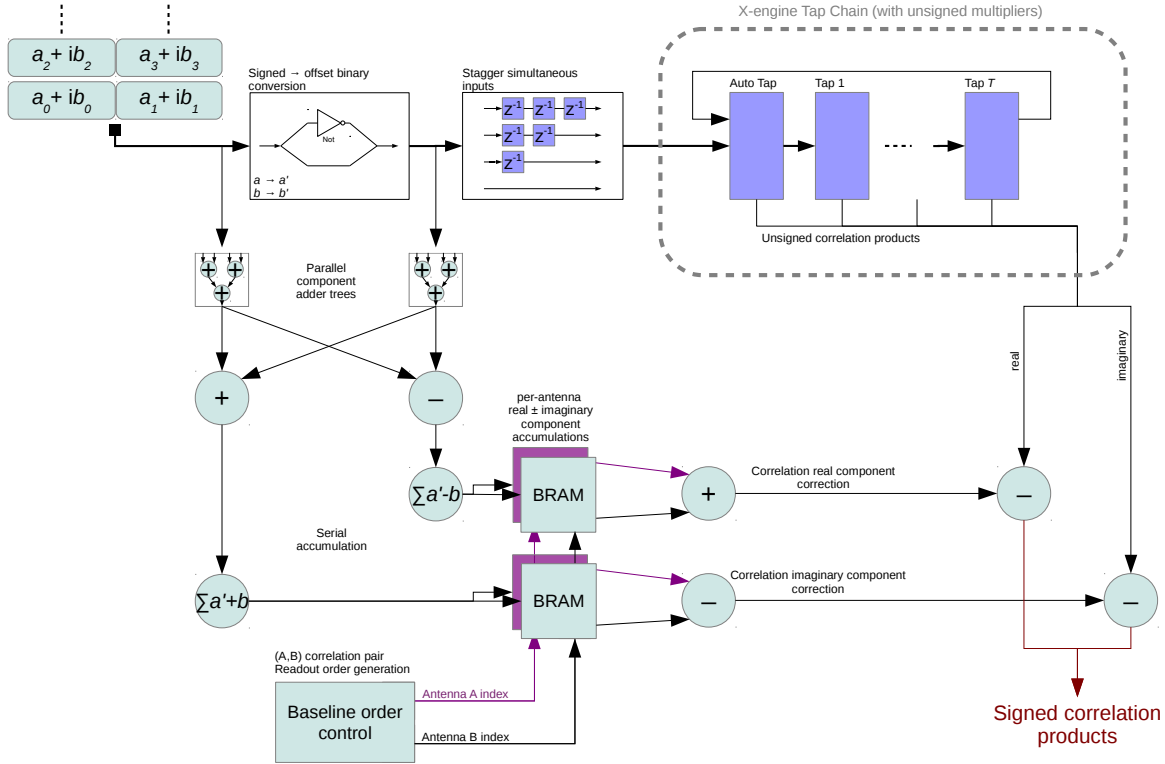 X-engine Tap Chain (with unsigned multipliers)
a2+ ib2
a3+ ib3
a0+ ib0
a1+ ib1
Signed → offset binary
conversion
Not
a → a'
b → b'
Stagger simultaneous
inputs
z-1 z-1 z-1
z-1 z-1
z-1
Auto Tap
Tap 1
Tap T
Unsigned correlation products
+ +
+
Parallel
component
adder trees
+ +
+
real
imaginary
+
–
per-antenna
real ± imaginary
component
accumulations
∑a'-b
BRAM
+
Correlation real component
correction
–
Serial
accumulation
∑a'+b
BRAM
–
Correlation imaginary component
correction
–
(A,B) correlation pair
Readout order generation
Baseline order
control
Antenna A index
Antenna B index
Signed correlation
products